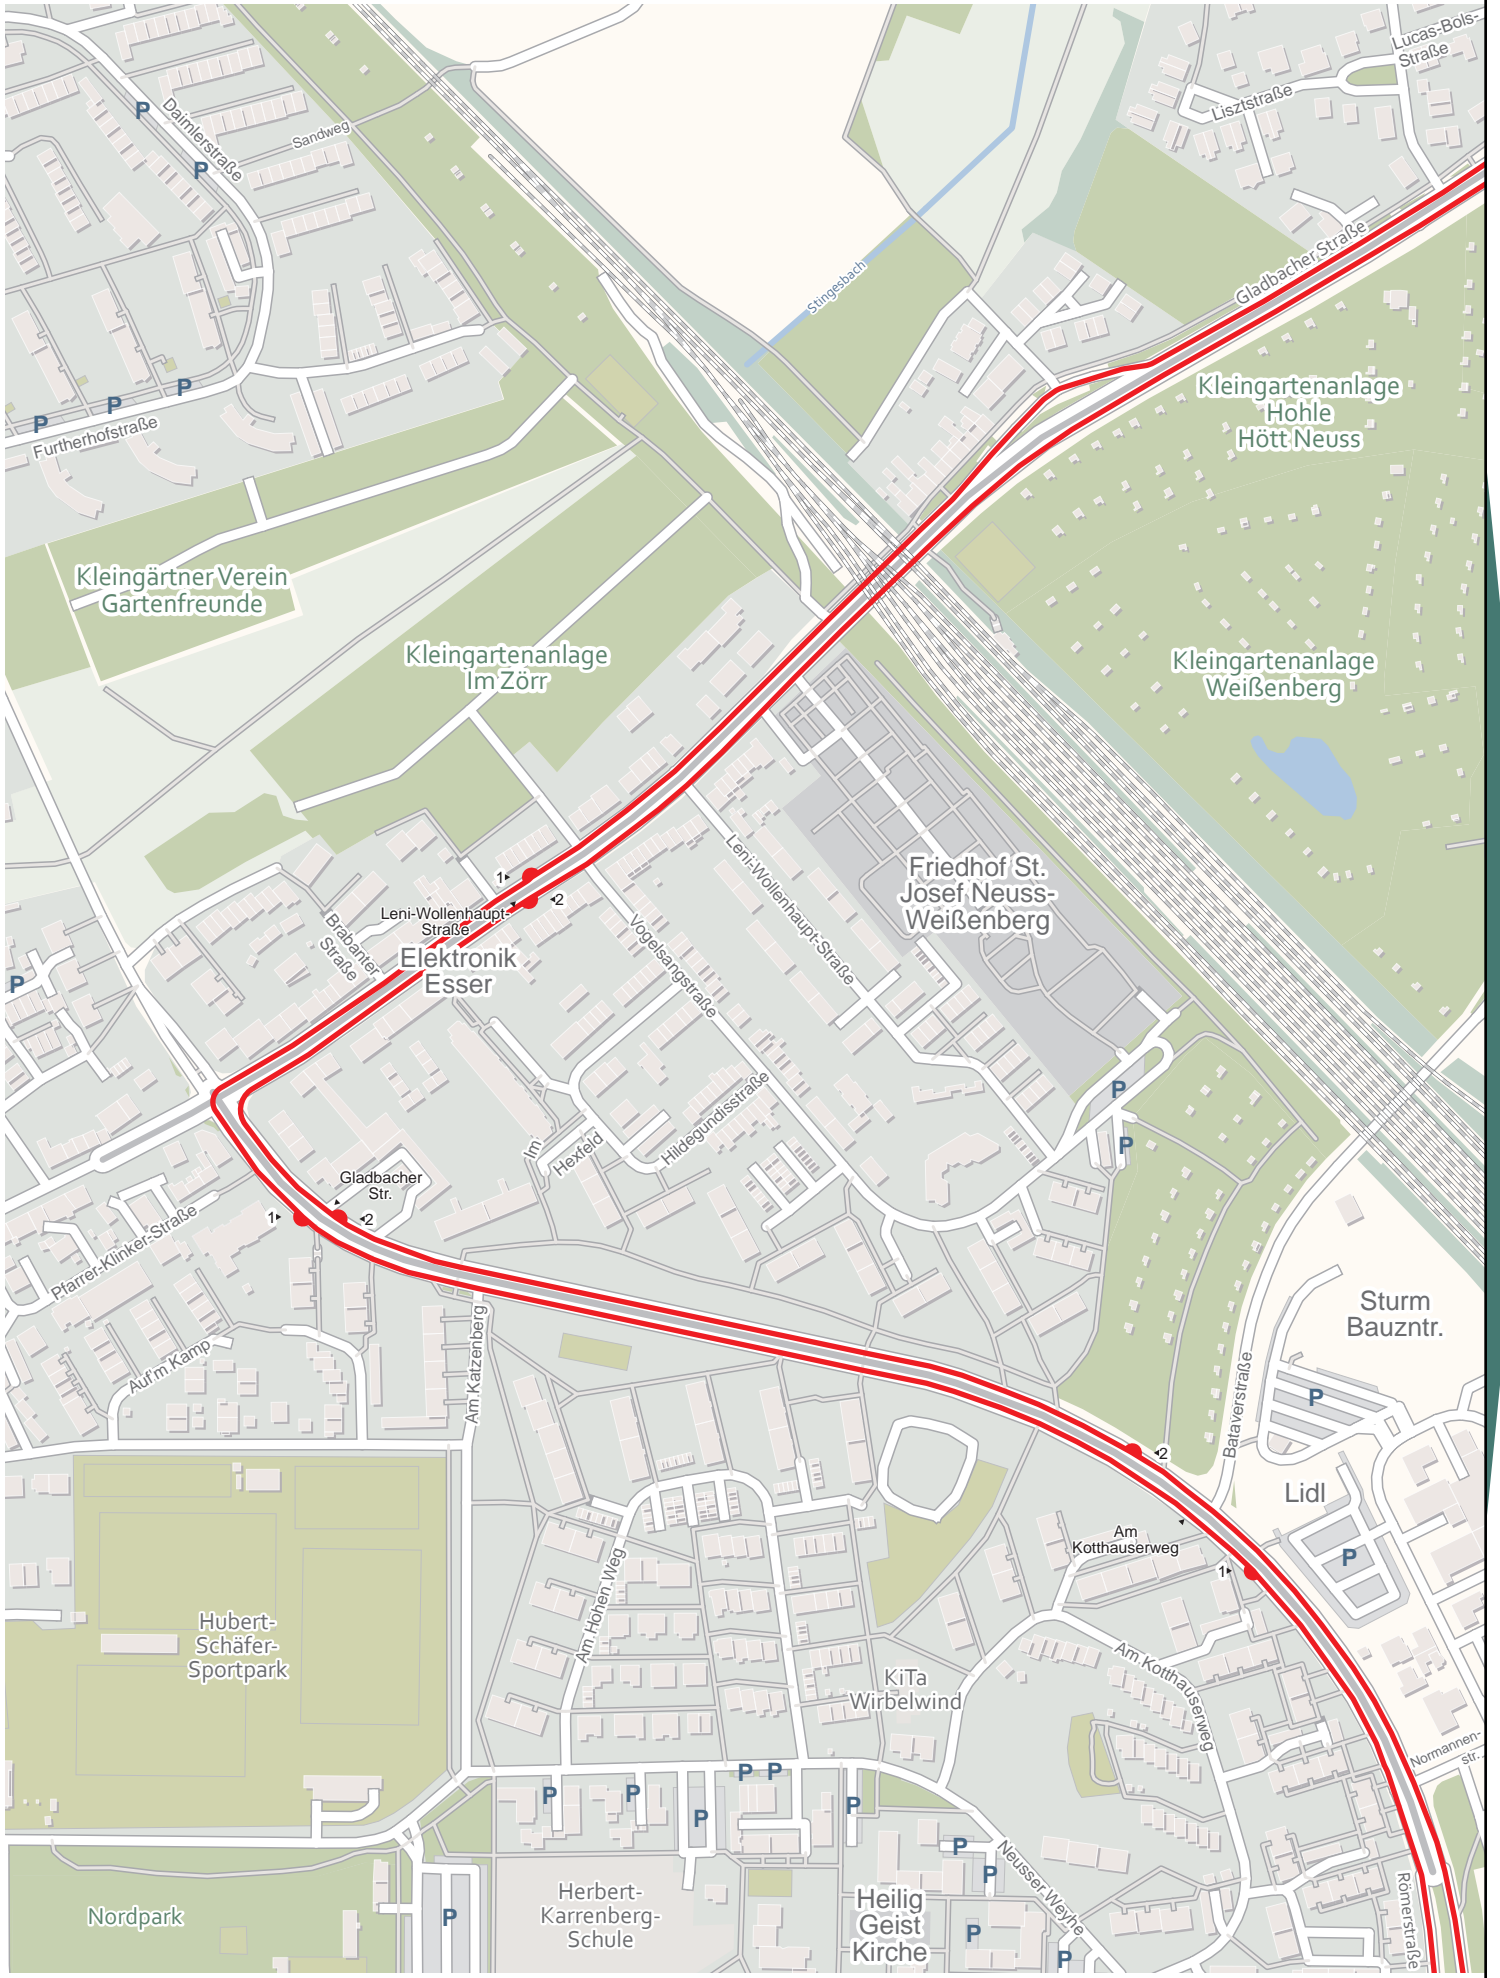 Lucas-Bols-
Straße
Lisztstraße
P
Daimlerstraße
Sandweg
P
Gladbacher Straße
Stingesbach
Kleingartenanlage
Hohle
Hött Neuss
P
P
P
Furtherhofstraße
Kleingärtner Verein
Gartenfreunde
Kleingartenanlage
Im Zörr
Kleingartenanlage
Weißenberg
Leni-Wollenhaupt-Straße
Friedhof St.
Josef Neuss-
Weißenberg
1
2
Leni-Wollenhaupt-
Straße
Brabanter
Straße
Elektronik
Esser
Vogelsangstraße
P
Hildegundisstraße
P
P
Im
Hexfeld
Gladbacher
Str.
1
2
Pfarrer-Klinker-Straße
Sturm
Bauzntr.
Auf'm Kamp
Am Katzenberg
Bataverstraße
P
2
Lidl
Am
Kotthauserweg
1
P
Am Hohen Weg
Hubert-
Schäfer-
Sportpark
KiTa
Wirbelwind
Am Kotthauserweg
Normannen-
str.
P
P
P
P
P
P
Neusser Weyhe
P
P
Herbert-
Karrenberg-
Schule
Heilig
Geist
Kirche
Nordpark
P
P
P
Römerstraße